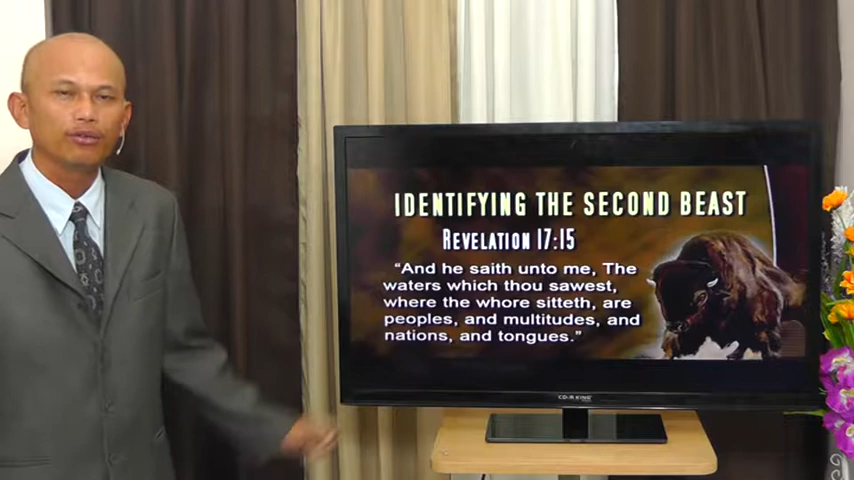 IDENTIFYING THE SECOND BEAST
REVELATION 17:15
“And he saith unto me, The
waters which thou sawest,
where the whore sitteth, are
peoples, and multitudes, and
nations, and tongues.”
CD-R KING